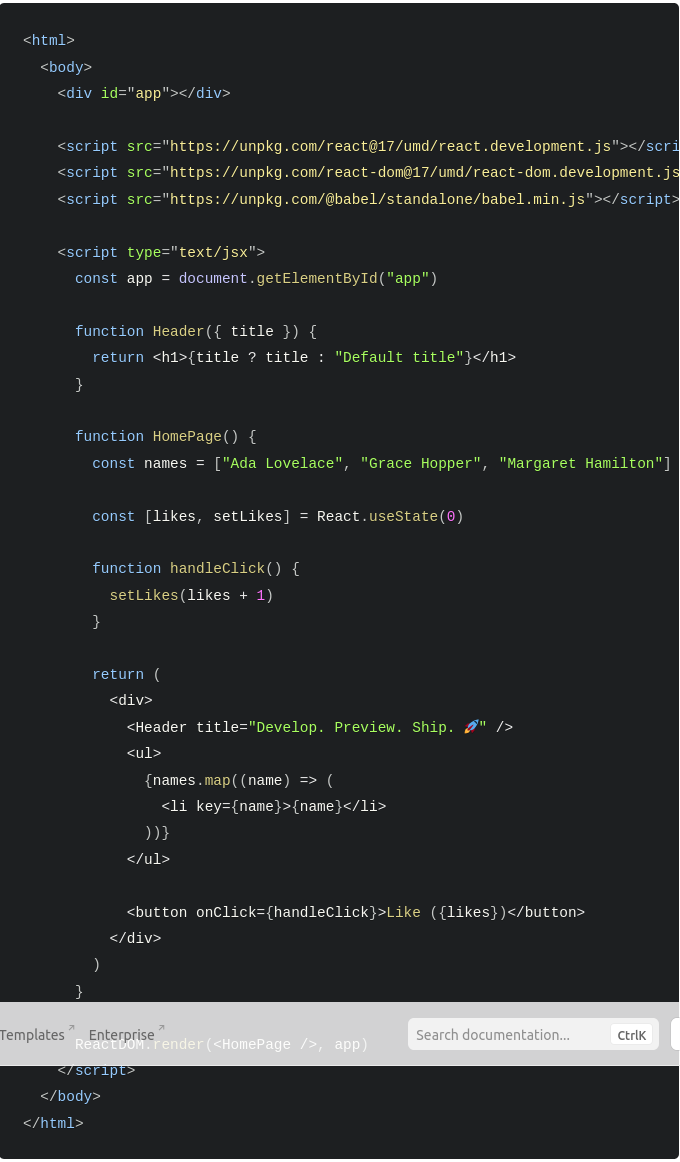 <html>
<body>
<div id="app"></div>
<script src="https://unpkg.com/react@17/umd/react.development.js"></scri
<script src="https://unpkg.com/react-dom@17/umd/react-dom.development.js
<script src="https://unpkg.com/@babel/standalone/babel.min.js"></script>
<script type="text/jsx">
const app = document.getElementById("app")
function Header({ title }) {
return <h1>{title ? title : "Default title"}</h1>
}
function HomePage() {
const names = ["Ada Lovelace", "Grace Hopper", "Margaret Hamilton"]
const [likes, setLikes] = React.useState(0)
function handleClick() {
setLikes(likes + 1)
}
return (
<div>
<Header title="Develop. Preview. Ship. 🚀" />
<ul>
{names.map((name) => (
<li key={name}>{name}</li>
))}
</ul>
<button onClick={handleClick}>Like ({likes})</button>
</div>
)
}
Templates ↗ Enterprise ↗ Search documentation... CtrlK
ReactDOM.render(<HomePage />, app)
</script>
</body>
</html>